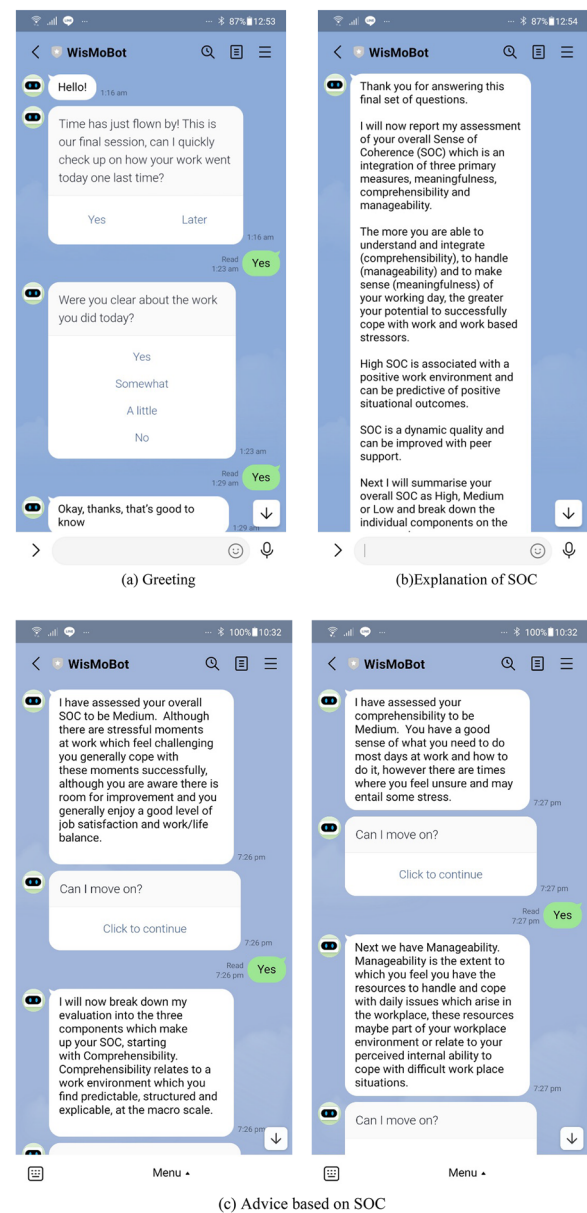 87% 12:53
WisMoBot
Hello!
1:16 am
Time has just flown by! This is
our final session, can I quickly
check up on how your work went
today one last time?
Yes Later
1:16 am
Read
1:23 am
Yes
Were you clear about the work
you did today?
Yes
Somewhat
A little
No
1:23 am
Read
1:29 am
Yes
Okay, thanks, that's good to
know
1:29 am
(a) Greeting
87% 12:54
WisMoBot
Thank you for answering this
final set of questions.
I will now report my assessment
of your overall Sense of
Coherence (SOC) which is an
integration of three primary
measures, meaningfulness,
comprehensibility and
manageability.
The more you are able to
understand and integrate
(comprehensibility), to handle
(manageability) and to make
sense (meaningfulness) of
your working day, the greater
your potential to successfully
cope with work and work based
stressors.
High SOC is associated with a
positive work environment and
can be predictive of positive
situational outcomes.
SOC is a dynamic quality and
can be improved with peer
support.
Next I will summarise your
overall SOC as High, Medium
or Low and break down the
individual components on the
(b)Explanation of SOC
100% 10:32
WisMoBot
I have assessed your overall
SOC to be Medium. Although
there are stressful moments
at work which feel challenging
you generally cope with
these moments successfully,
although you are aware there is
room for improvement and you
generally enjoy a good level of
job satisfaction and work/life
balance.
7:26 pm
Can I move on?
Click to continue
7:26 pm
Read
7:26 pm
Yes
I will now break down my
evaluation into the three
components which make
up your SOC, starting
with Comprehensibility.
Comprehensibility relates to a
work environment which you
find predictable, structured and
explicable, at the macro scale.
7:26 pm
Menu
100% 10:32
WisMoBot
I have assessed your
comprehensibility to be
Medium. You have a good
sense of what you need to do
most days at work and how to
do it, however there are times
where you feel unsure and may
entail some stress.
7:27 pm
Can I move on?
Click to continue
7:27 pm
Read
7:27 pm
Yes
Next we have Manageability.
Manageability is the extent to
which you feel you have the
resources to handle and cope
with daily issues which arise in
the workplace, these resources
maybe part of your workplace
environment or relate to your
perceived internal ability to
cope with difficult work place
situations.
7:27 pm
Can I move on?
Menu
(c) Advice based on SOC